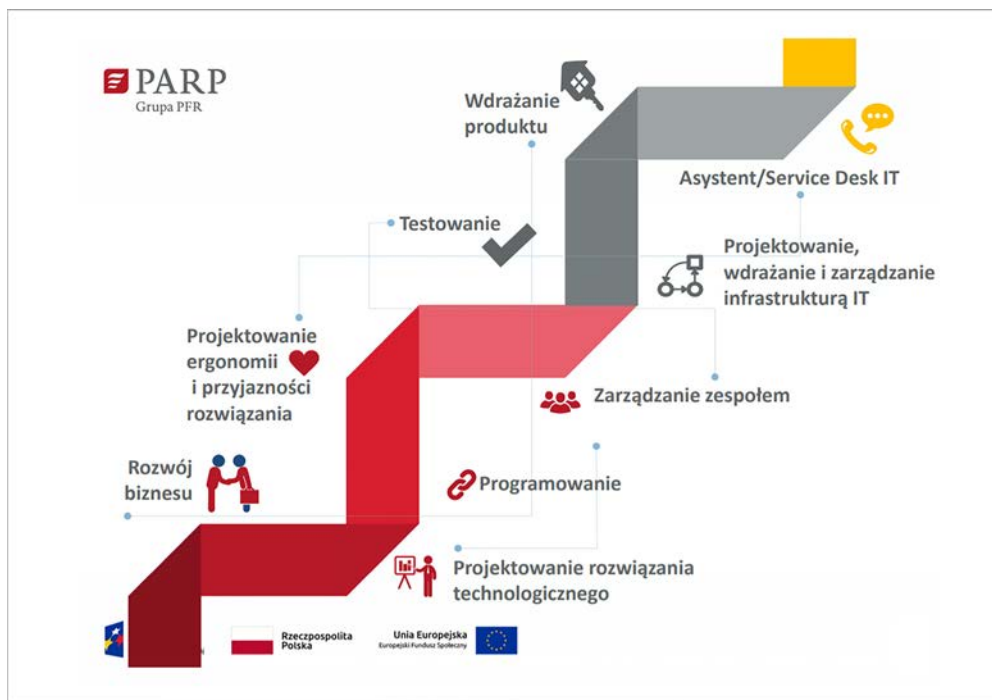 PARP
Grupa PFR
Wdrażanie
produktu
Asystent/Service Desk IT
Testowanie
Projektowanie,
wdrażanie i zarządzanie
infrastrukturą IT
Projektowanie
ergonomii
i przyjazności
rozwiązania
Zarządzanie zespołem
Rozwój
biznesu
Programowanie
Projektowanie rozwiązania
technologicznego
Rzeczpospolita
Polska
Unia Europejska
Europejski Fundusz Społeczny